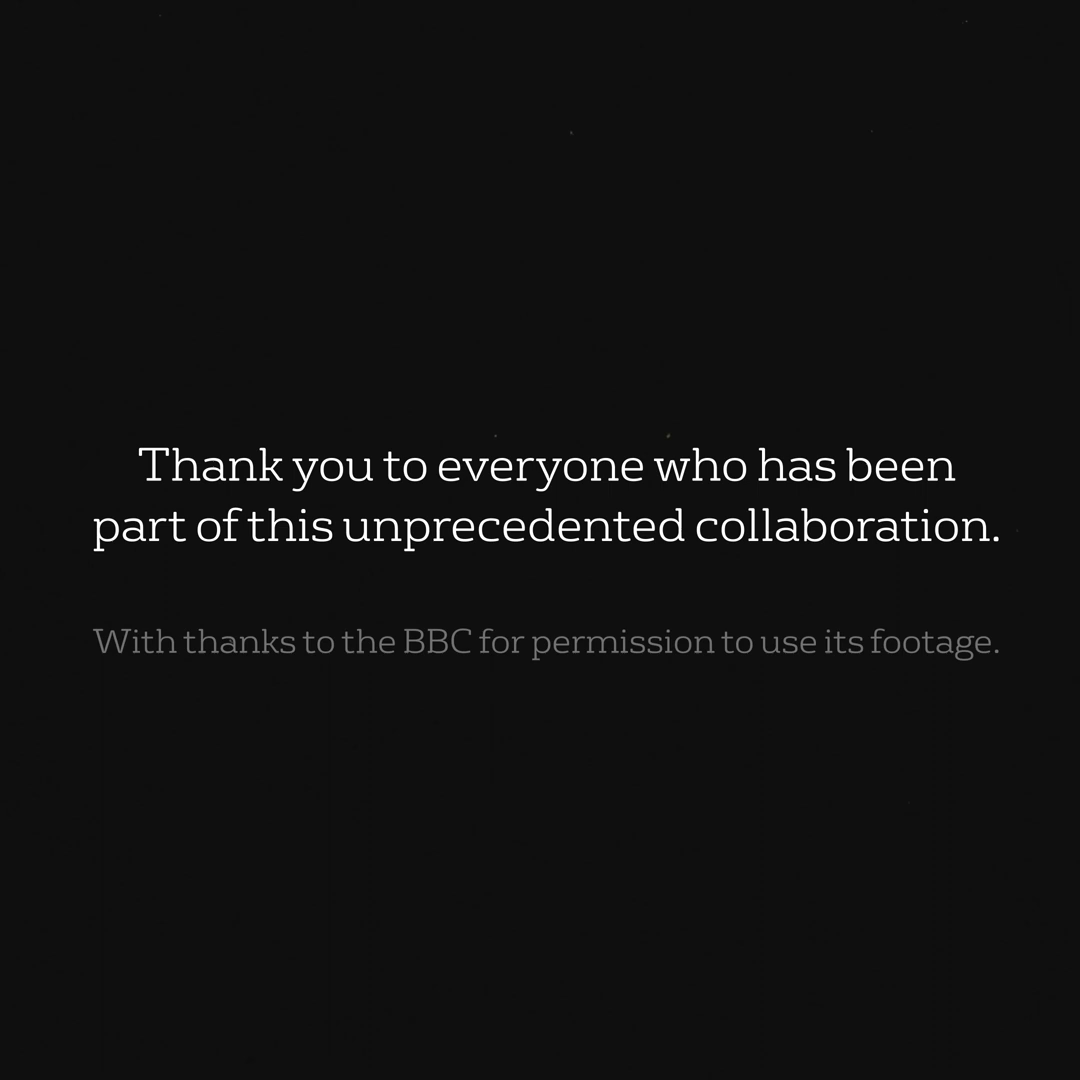 Thank you to everyone who has been
part of this unprecedented collaboration.
With thanks to the BBC for permission to use its footage.